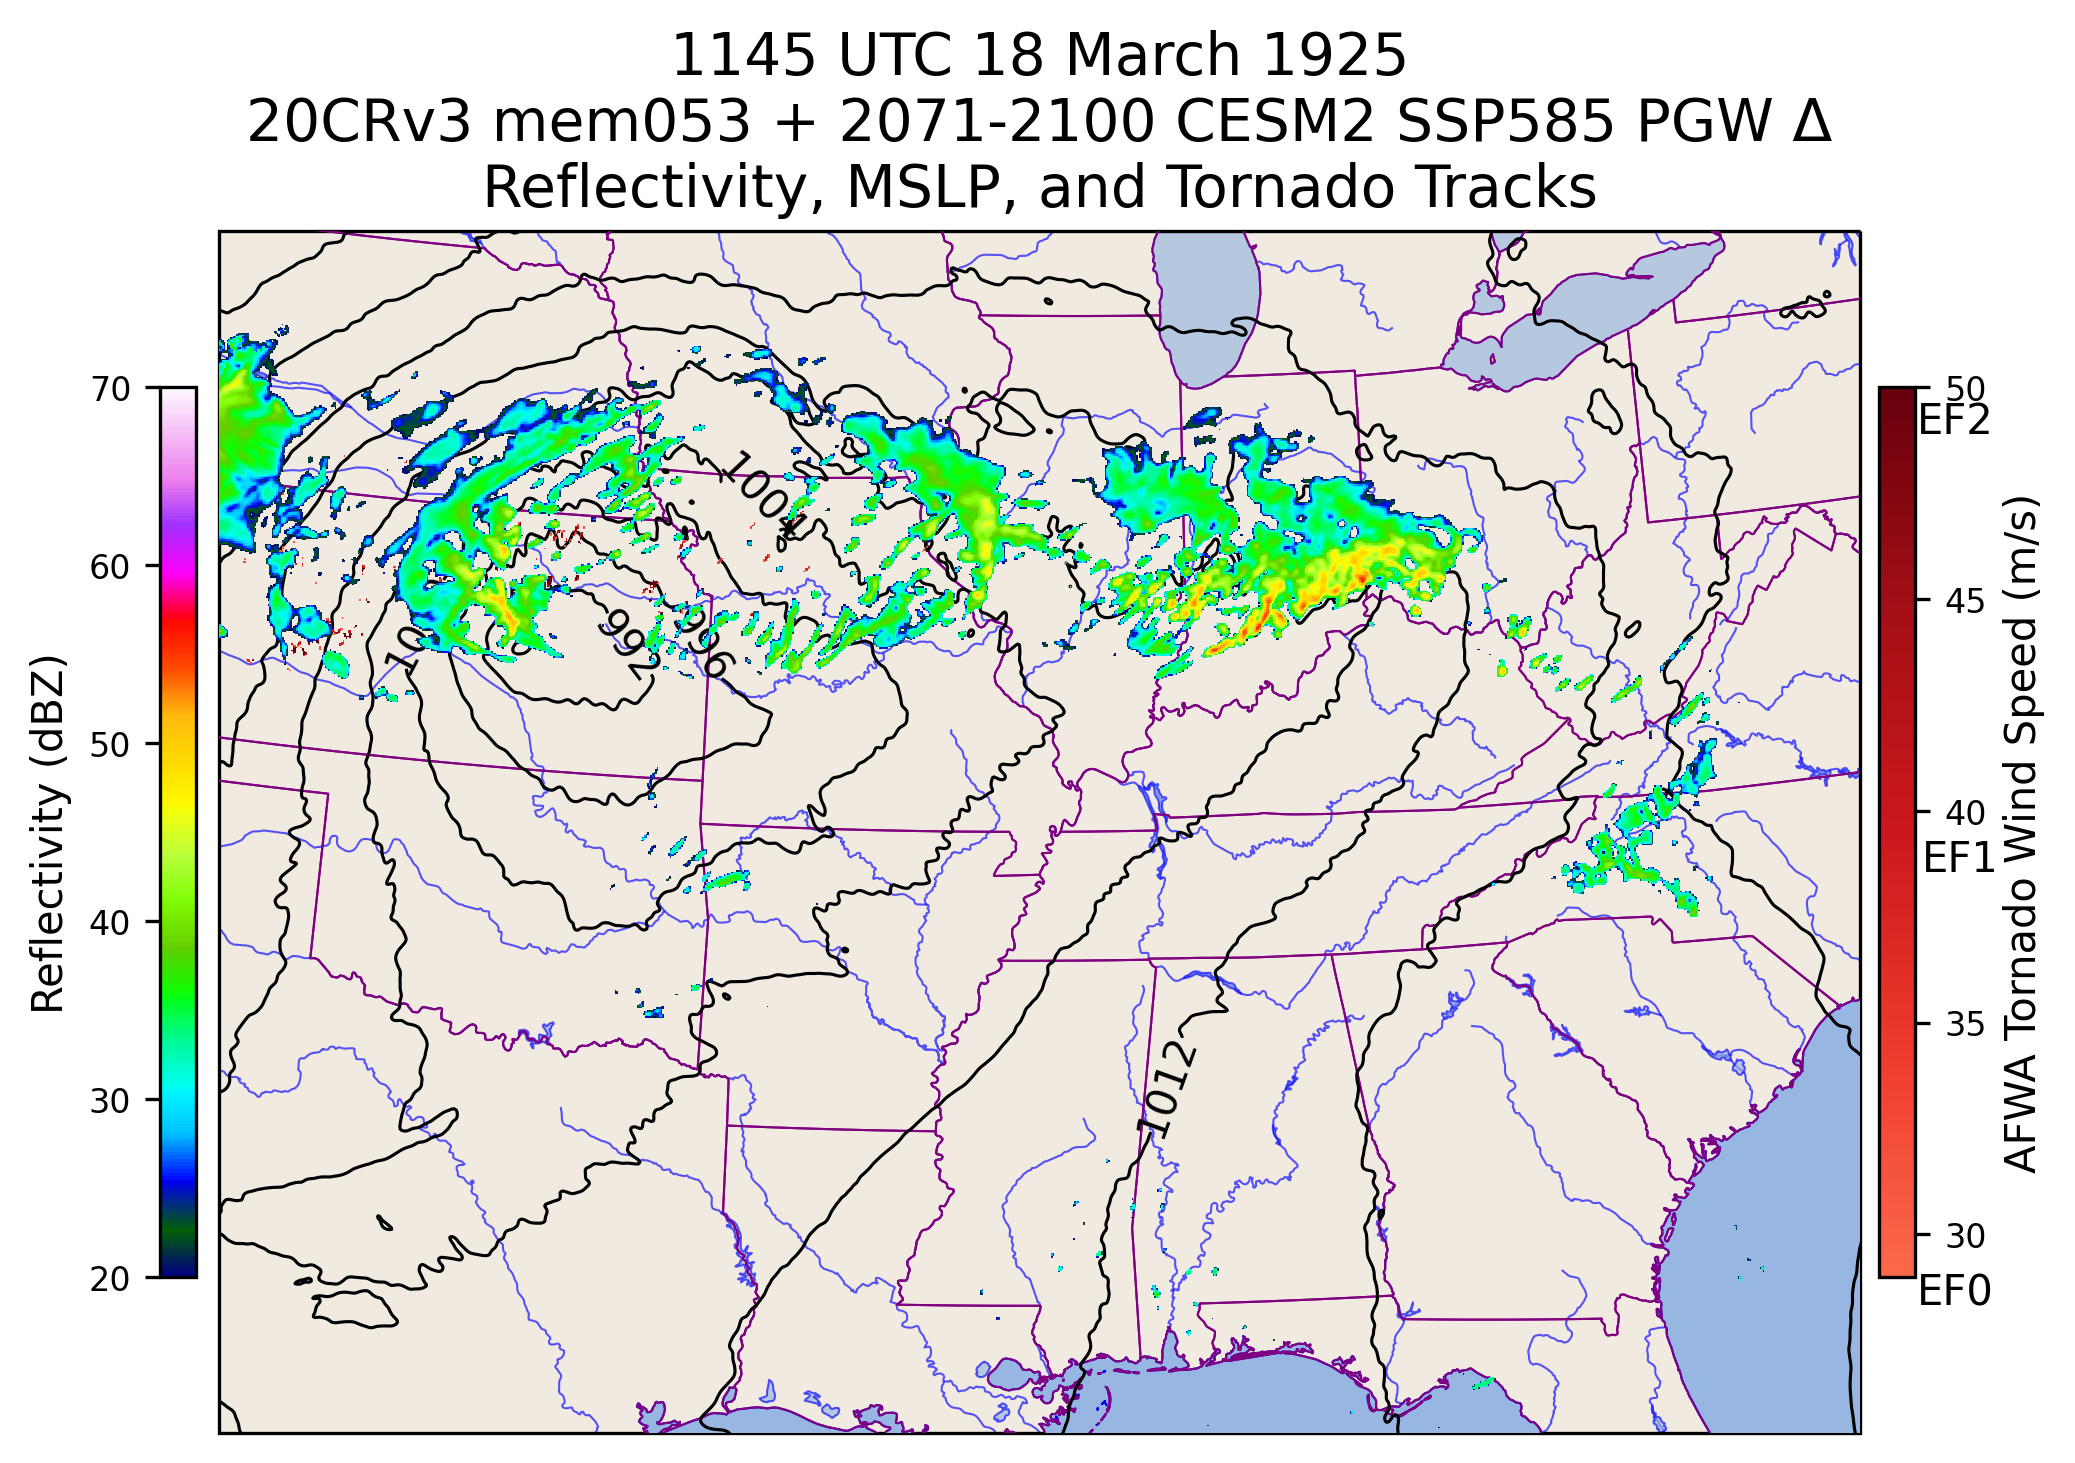 1145 UTC 18 March 1925
20CRv3 mem053 + 2071-2100 CESM2 SSP585 PGW Δ
Reflectivity, MSLP, and Tornado Tracks
Reflectivity (dBZ)
70
60
50
40
30
20
1004
10
992
996
1012
50
EF2
45
40
EF1
35
30
EF0
AFWA Tornado Wind Speed (m/s)